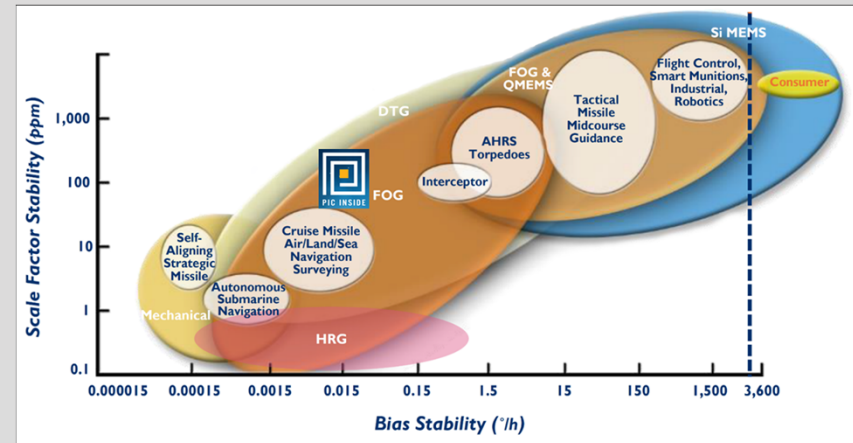 Si MEMS
FOG &
QMEMS
Flight Control,
Smart Munitions,
Industrial,
Robotics
Consumer
Tactical
Missile
Midcourse
Guidance
DTG
AHRS
Torpedoes
Interceptor
PIC INSIDE
FOG
Cruise Missile
Air/Land/Sea
Navigation
Surveying
Self-
Aligning
Strategic
Missile
Autonomous
Submarine
Navigation
Mechanical
HRG
Scale Factor Stability (ppm)
1,000
100
10
1
0.1
0.000015 0.00015 0.0015 0.015 0.15 1.5 15 150 1,500 3,600
Bias Stability (°/h)